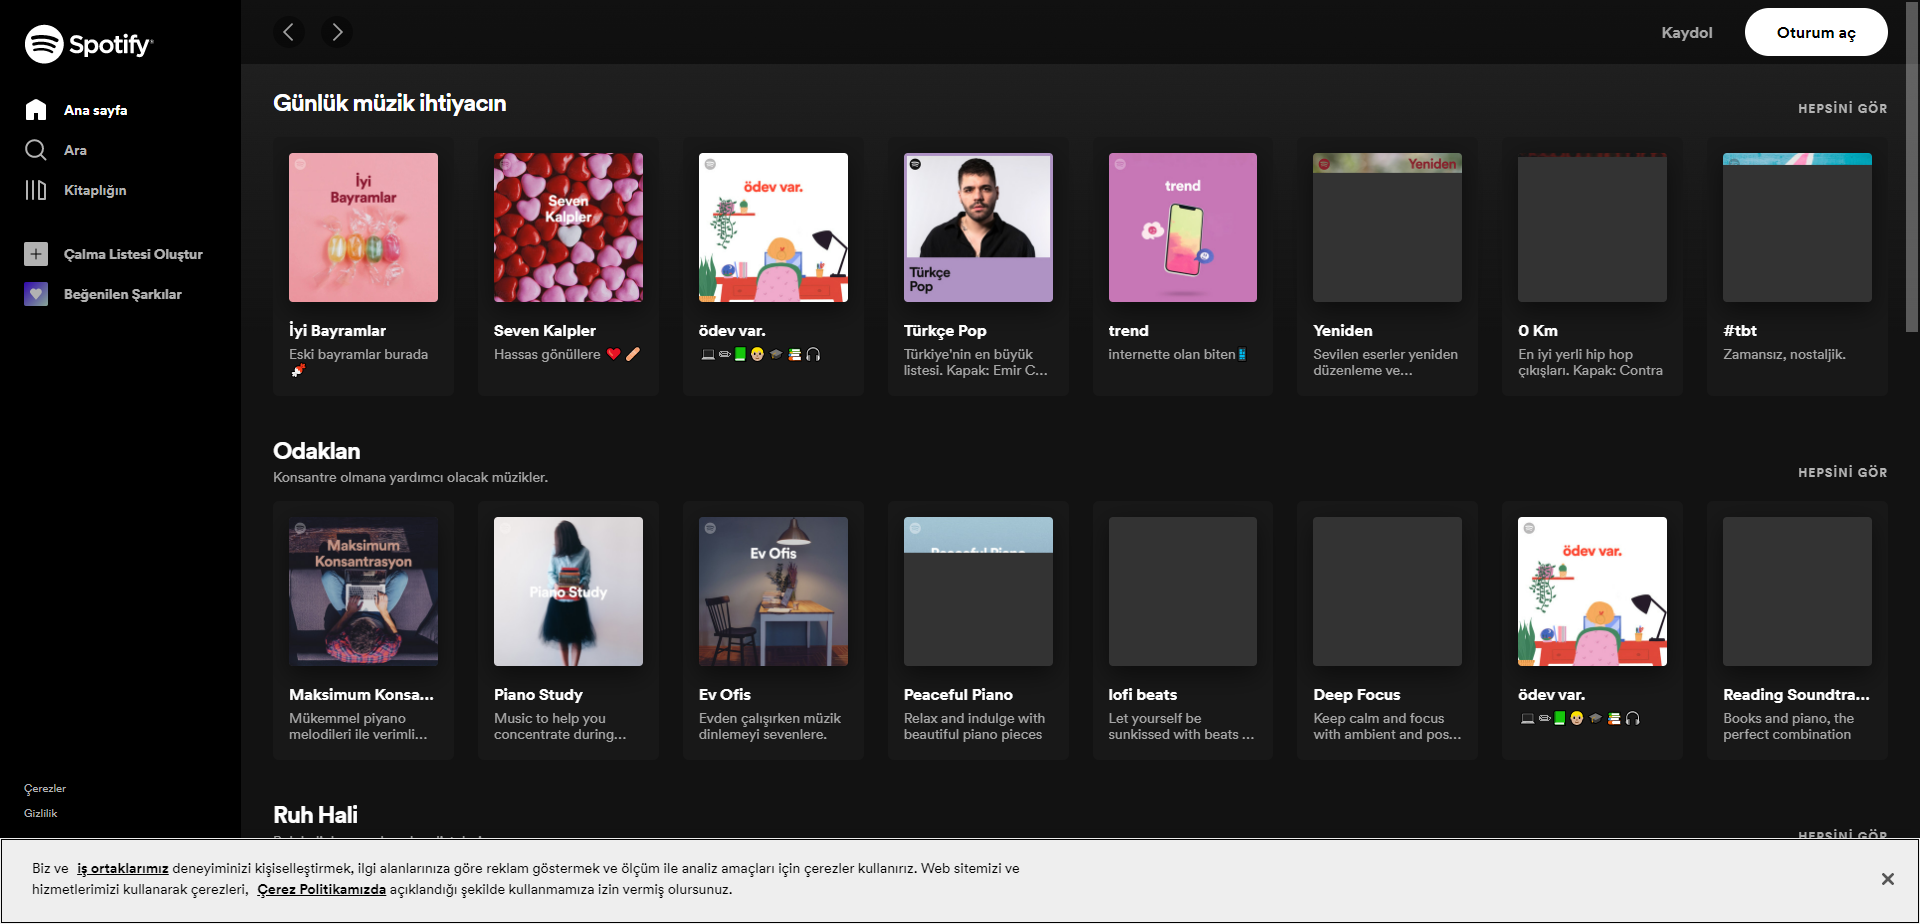 Spotify
Kaydol
Oturum aç
Ana sayfa
Ara
Kitaplığın
Çalma Listesi Oluştur
Beğenilen Şarkılar
Çerezler
Gizlilik
Günlük müzik ihtiyacın
HEPSİNİ GÖR
İyi
Bayramlar
İyi Bayramlar
Eski bayramlar burada
🍬
Seven
Kalpler
Seven Kalpler
Hassas gönüllere ❤️ 🩹
ödev var.
ödev var.
💻 ✏️ 📗 👷 🎓 📚 🎧
Türkçe
Pop
Türkçe Pop
Türkiye'nin en büyük
listesi. Kapak: Emir C...
trend
trend
internette olan biten📱
Yeniden
Yeniden
Sevilen eserler yeniden
düzenleme ve...
0 Km
En iyi yerli hip hop
çıkışları. Kapak: Contra
#tbt
Zamansız, nostaljik.
Odaklan
Konsantre olmana yardımcı olacak müzikler.
HEPSİNİ GÖR
Maksimum
Konsantrasyon
Maksimum Konsa...
Mükemmel piyano
melodileri ile verimli...
Piano Study
Piano Study
Music to help you
concentrate during...
Ev Ofis
Ev Ofis
Evden çalışırken müzik
dinlemeyi sevenlere.
Peaceful Piano
Peaceful Piano
Relax and indulge with
beautiful piano pieces
lofi beats
Let yourself be
sunkissed with beats ...
Deep Focus
Keep calm and focus
with ambient and pos...
ödev var.
ödev var.
💻 ✏️ 📗 👷 🎓 📚 🎧
Reading Soundtra...
Books and piano, the
perfect combination
Ruh Hali
HEPSİNİ GÖR
Biz ve iş ortaklarımız deneyiminizi kişiselleştirmek, ilgi alanlarınıza göre reklam göstermek ve ölçüm ile analiz amaçları için çerezler kullanırız. Web sitemizi ve
hizmetlerimizi kullanarak çerezleri, Çerez Politikamızda açıklandığı şekilde kullanmamıza izin vermiş olursunuz.